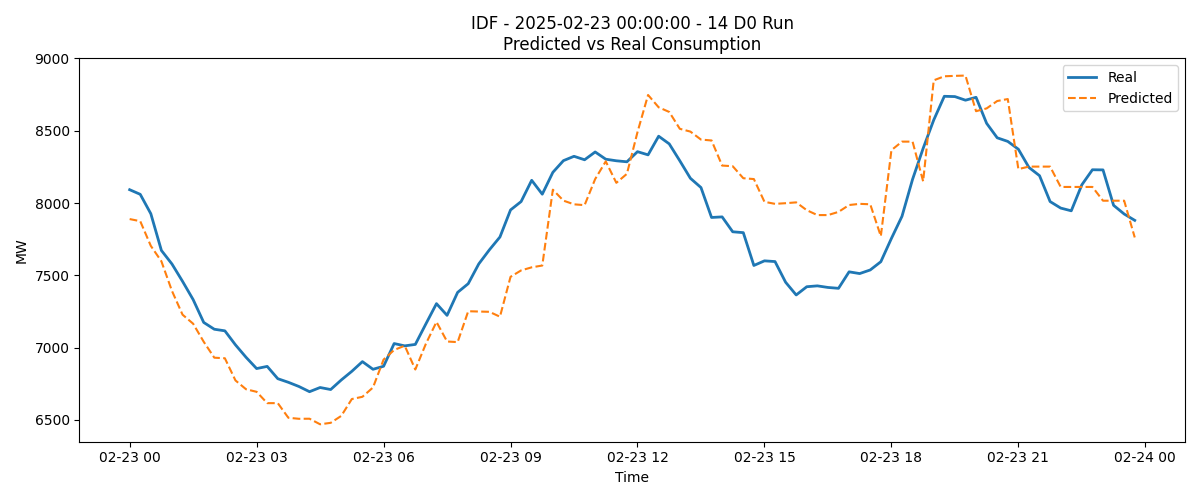 IDF - 2025-02-23 00:00:00 - 14 D0 Run
Predicted vs Real Consumption
9000
8500
8000
7500
7000
6500
MW
Real
Predicted
02-23 00
02-23 03
02-23 06
02-23 09
02-23 12
02-23 15
02-23 18
02-23 21
02-24 00
Time